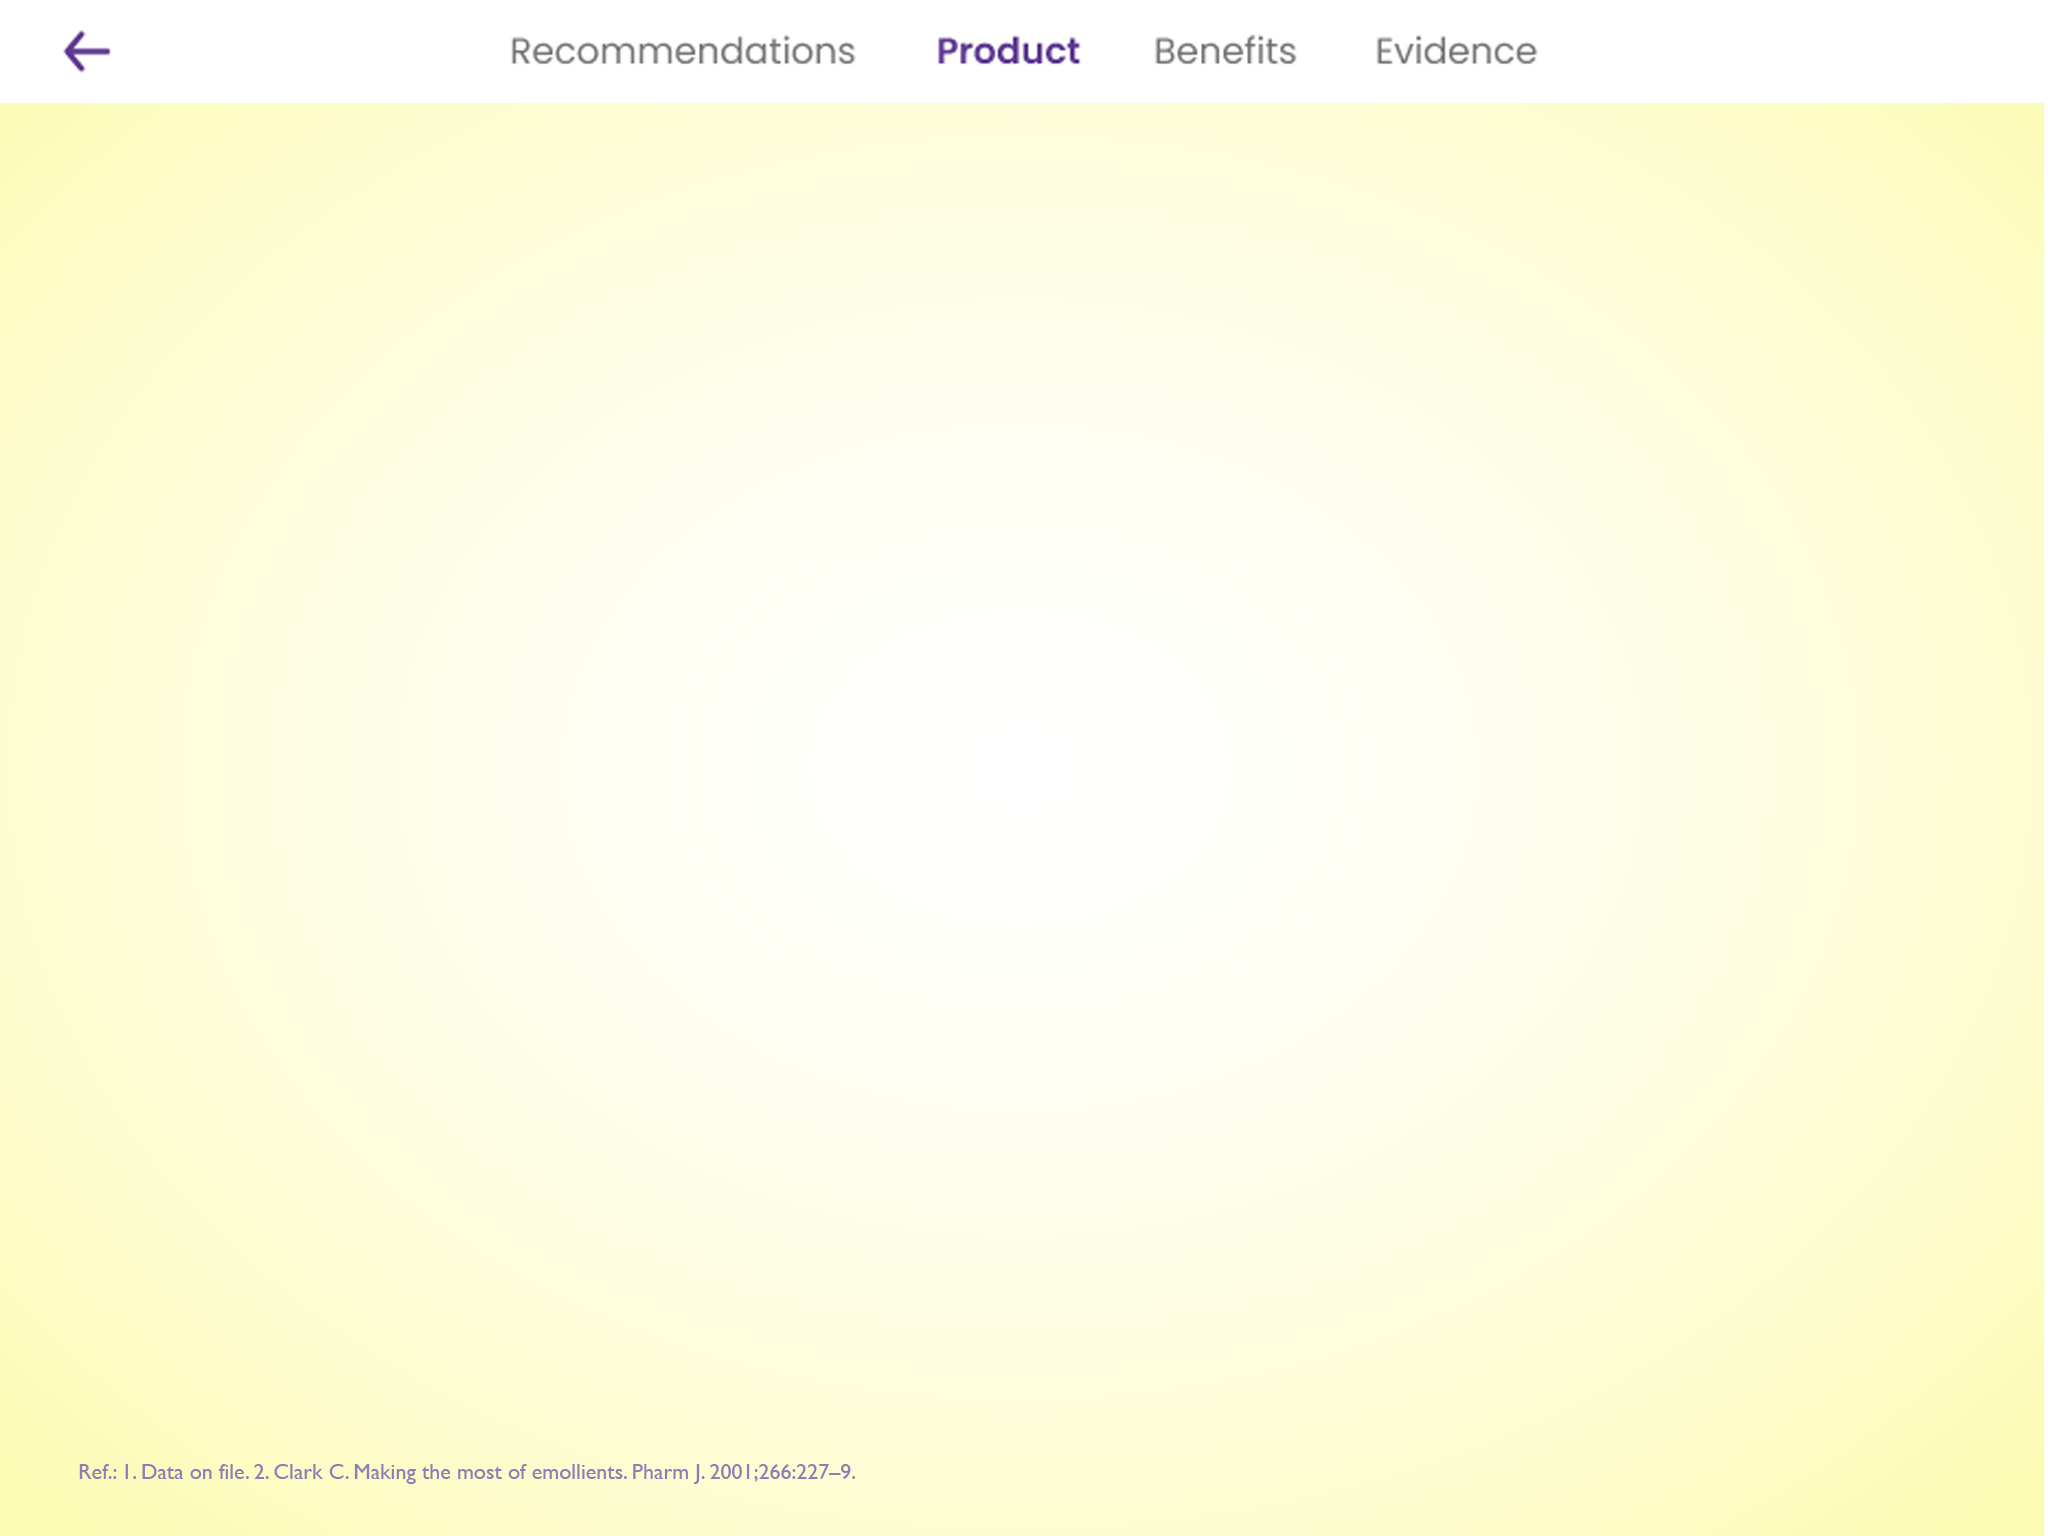 Recommendations Product Benefits Evidence
Ref.: 1. Data on file. 2. Clark C. Making the most of emollients. Pharm J. 2001;266:227–9.